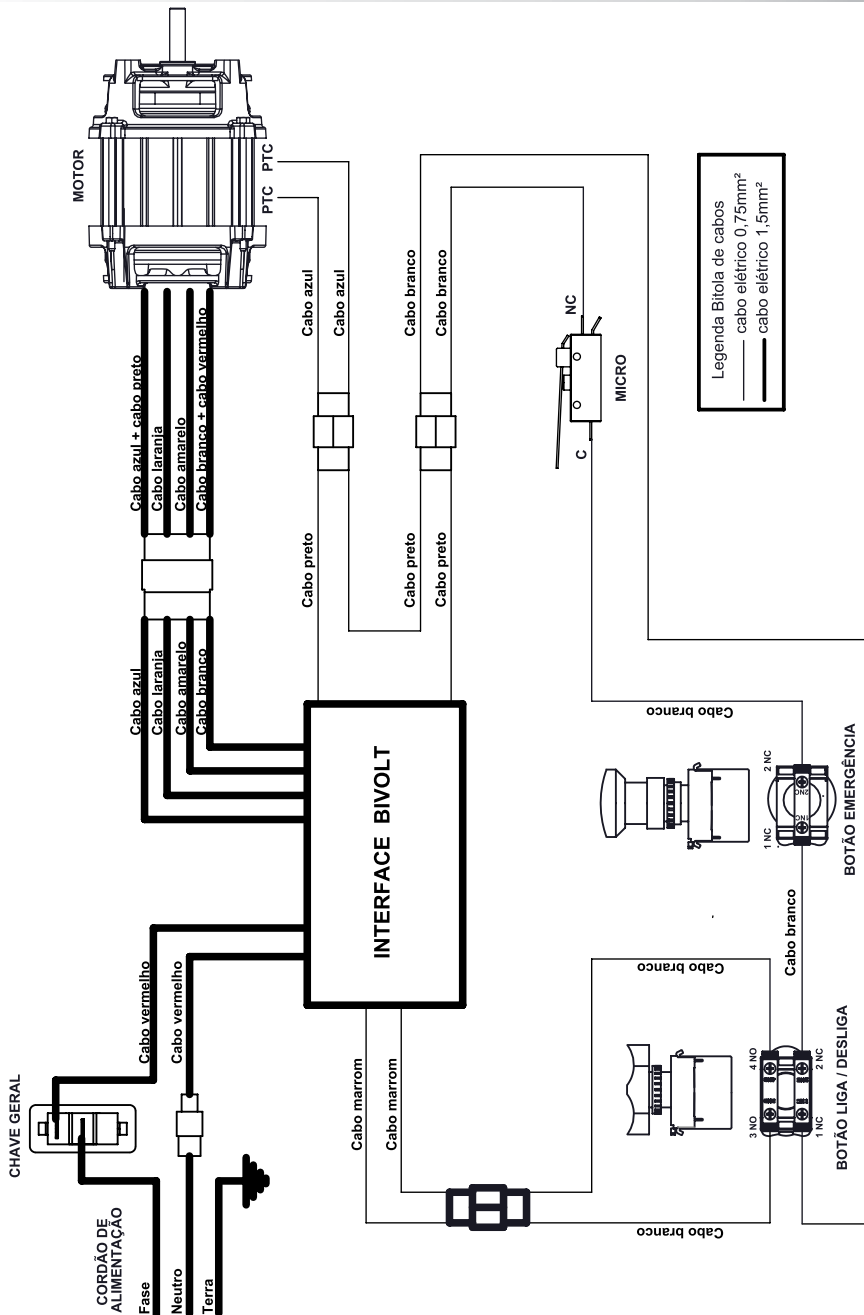 MOTOR
PTC
PTC
Cabo azul + cabo preto
Cabo laranja
Cabo amarelo
Cabo branco + cabo vermelho
Cabo azul
Cabo azul
Cabo branco
Cabo branco
NC
MICRO
C
Legenda Bitola de cabos
cabo elétrico 0,75mm²
cabo elétrico 1,5mm²
Cabo azul
Cabo laranja
Cabo amarelo
Cabo branco
Cabo preto
Cabo preto
Cabo preto
INTERFACE BIVOLT
Cabo branco
2 NC
1 NC
2NC
1NC
BOTÃO EMERGÊNCIA
Cabo branco
Cabo vermelho
Cabo vermelho
CHAVE GERAL
CORDÃO DE
ALIMENTAÇÃO
Fase
Neutro
Terra
Cabo marrom
Cabo marrom
Cabo branco
Cabo branco
4 NO
3 NO
2 NC
1 NC
BOTÃO LIGA / DESLIGA